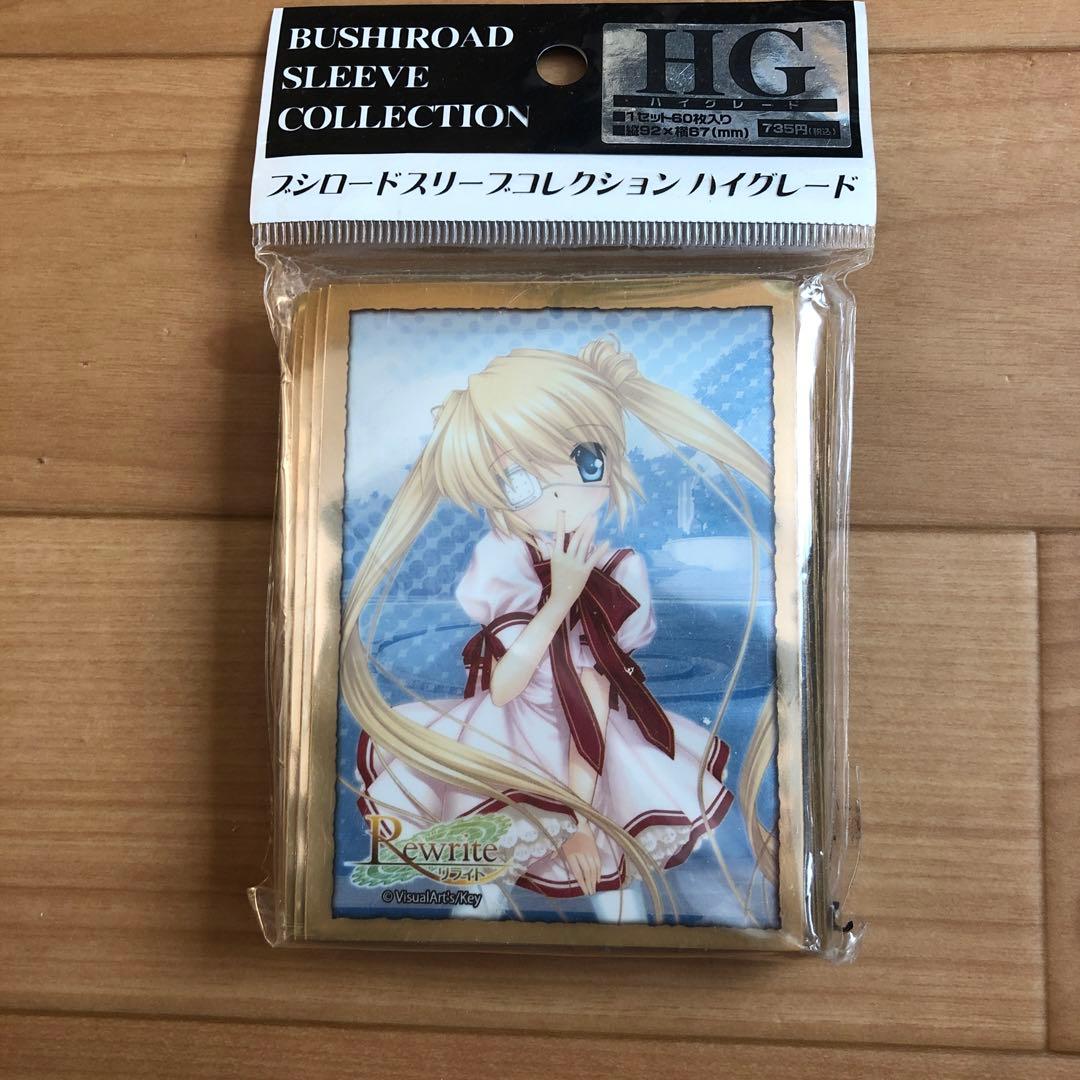 BUSHIROAD
SLEEVE
COLLECTION
HG
ハイグレード
■1セット60枚入り
■縦92×横67(mm)
735円(税込)
ブシロードスリーブコレクション ハイグレード
Rewrite
リライト
©VisualArt's/Key